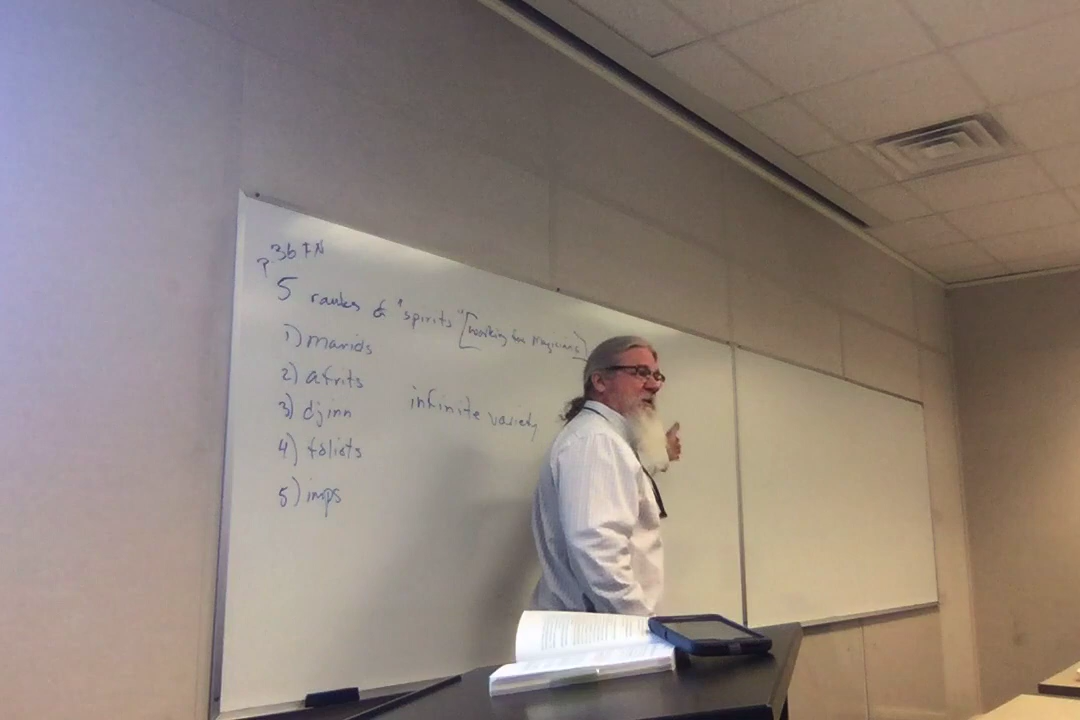 p 36 FN
5 ranks of "spirits" [working for magicians]
1) marids
2) afrits
3) djinn
infinite variety
4) foliots
5) imps